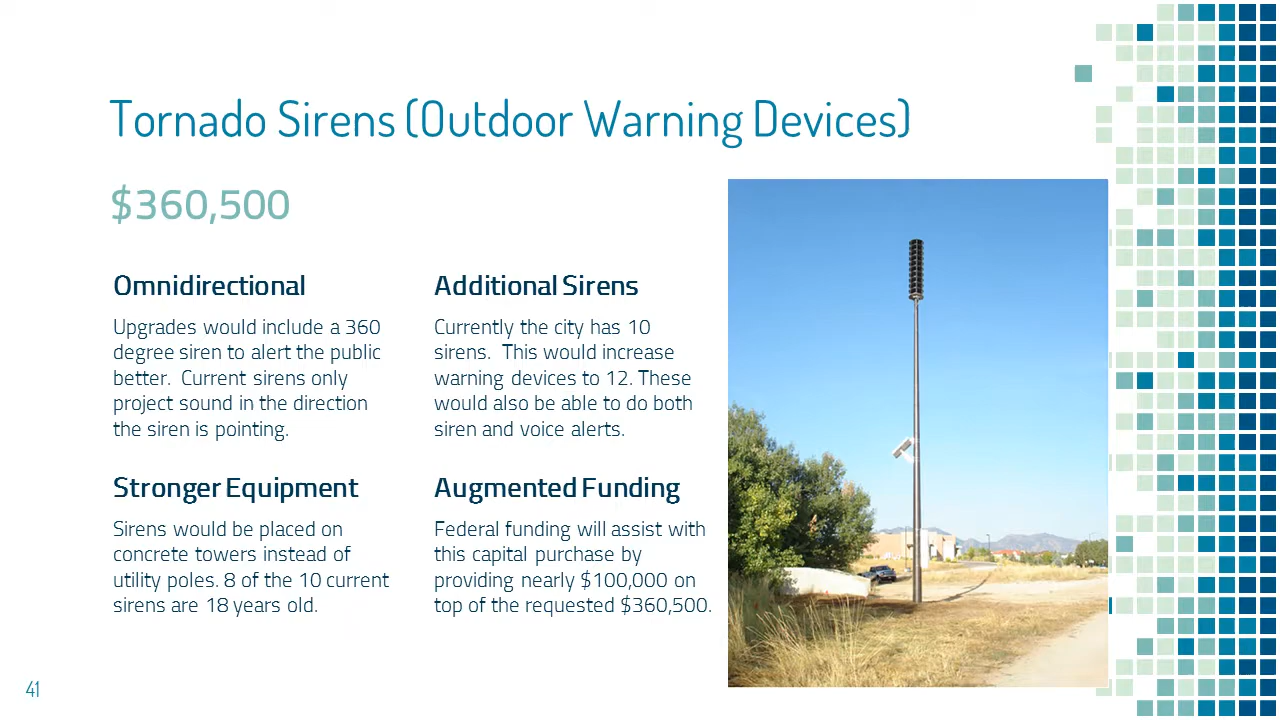 Tornado Sirens (Outdoor Warning Devices)
$360,500
Omnidirectional
Upgrades would include a 360
degree siren to alert the public
better.  Current sirens only
project sound in the direction
the siren is pointing.
Additional Sirens
Currently the city has 10
sirens.  This would increase
warning devices to 12. These
would also be able to do both
siren and voice alerts.
Stronger Equipment
Sirens would be placed on
concrete towers instead of
utility poles. 8 of the 10 current
sirens are 18 years old.
Augmented Funding
Federal funding will assist with
this capital purchase by
providing nearly $100,000 on
top of the requested $360,500.
41